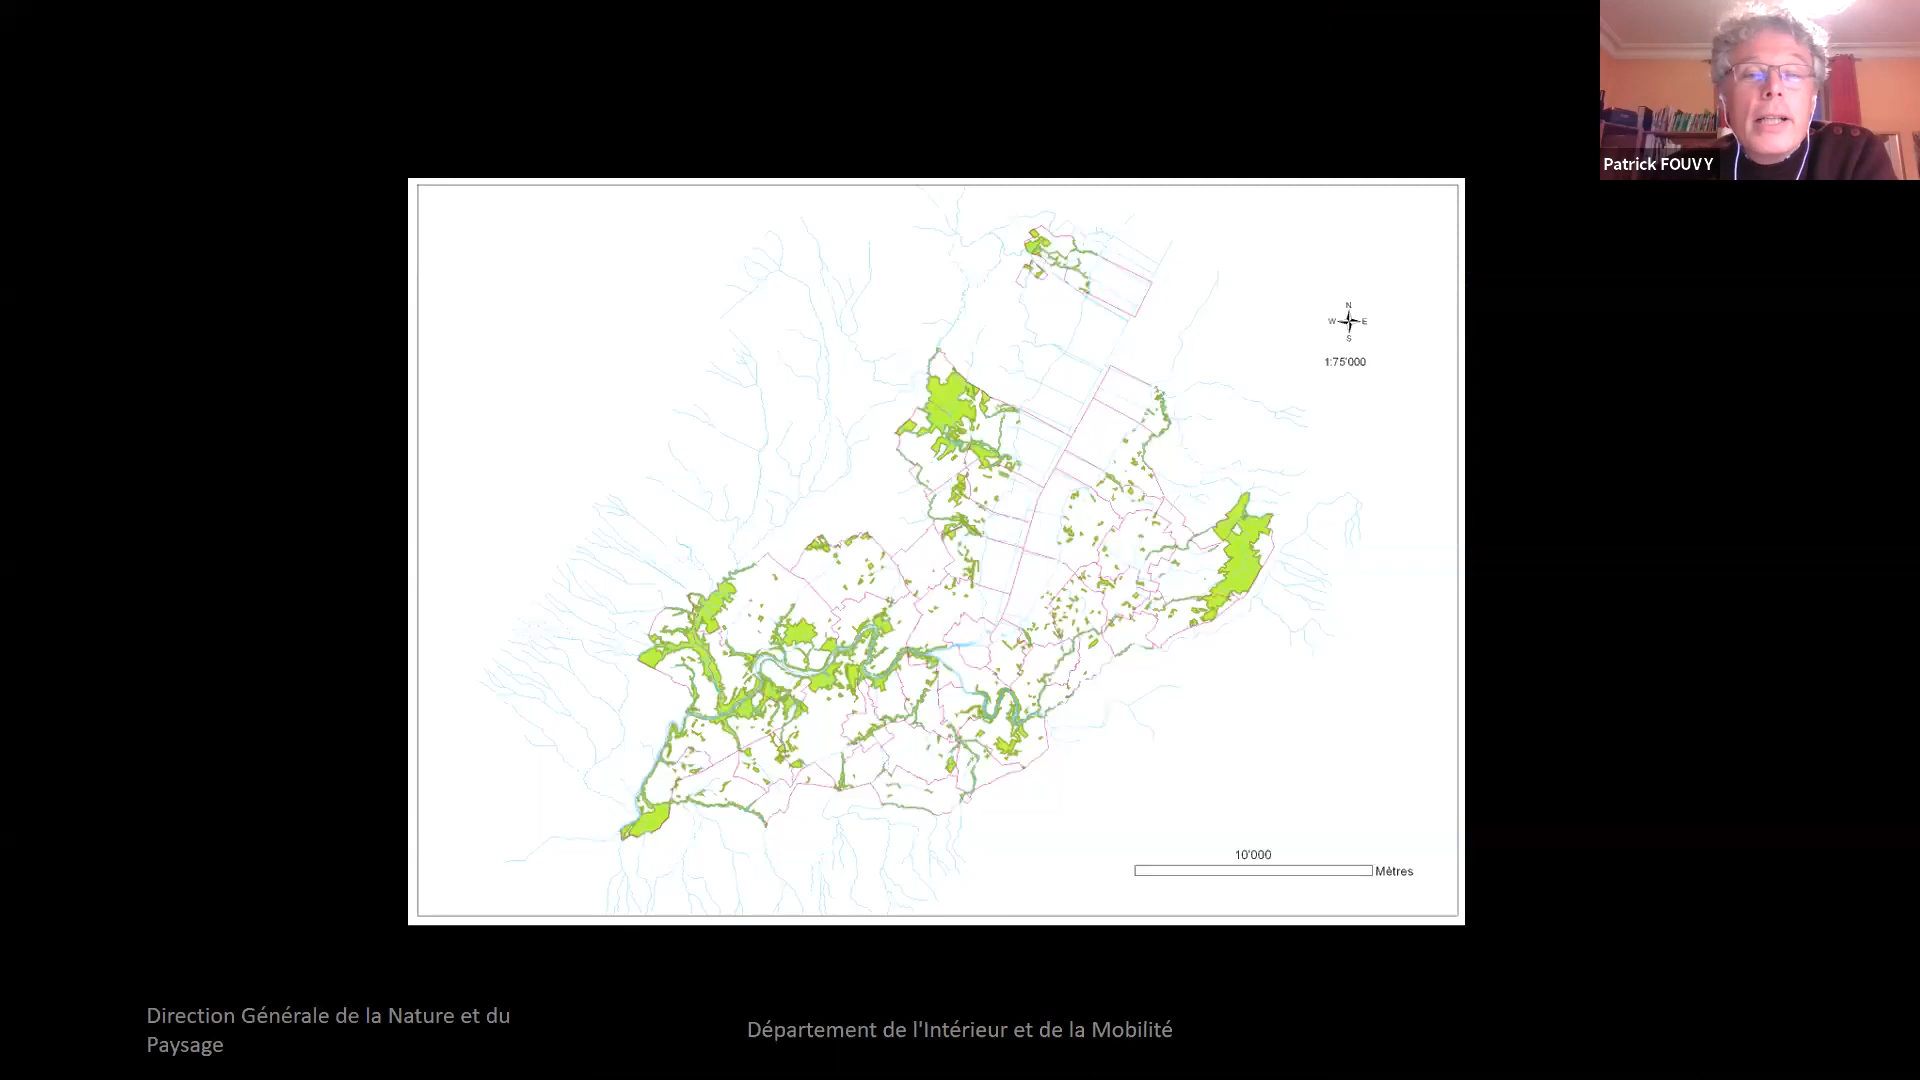 Patrick FOUVY
N
W E
S
1:75'000
10'000
Mètres
Direction Générale de la Nature et du
Paysage
Département de l'Intérieur et de la Mobilité